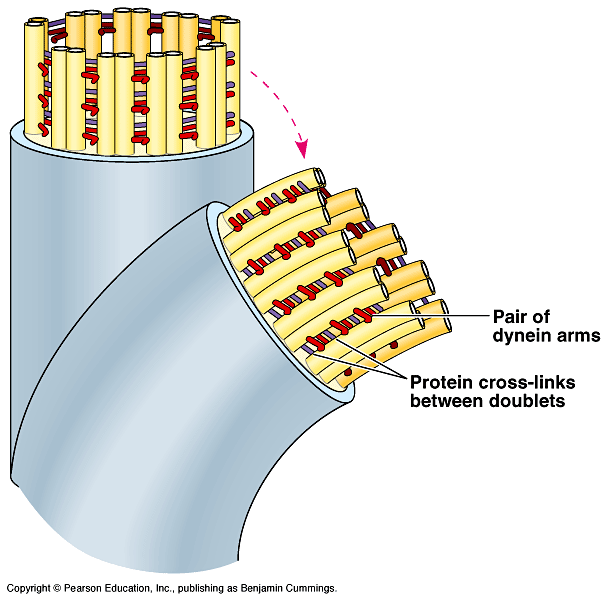 Pair of
dynein arms
Protein cross-links
between doublets
Copyright © Pearson Education, Inc., publishing as Benjamin Cummings.